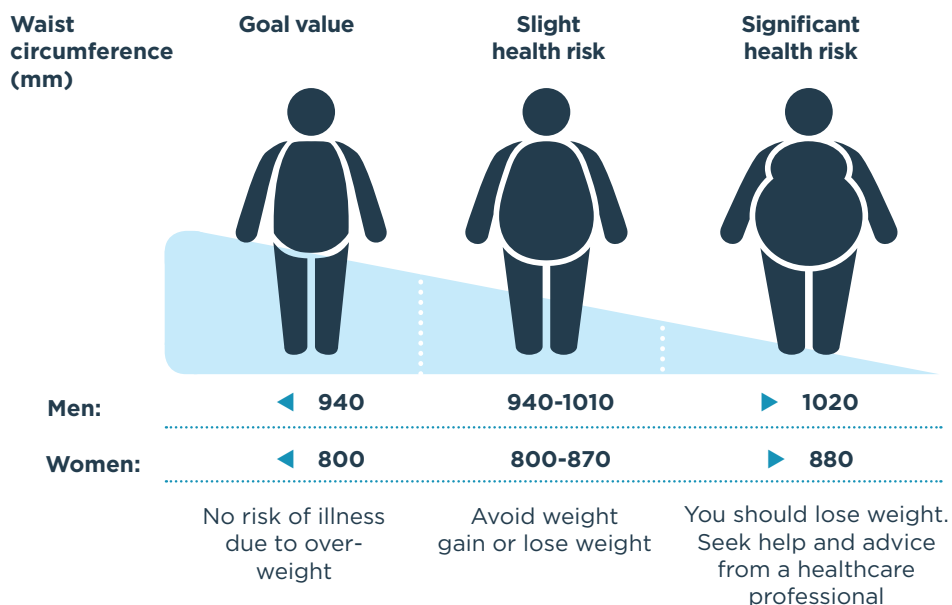 Waist
circumference
(mm)
Goal value
Slight
health risk
Significant
health risk
Men:
◀ 940
940-1010
▶ 1020
Women:
◀ 800
800-870
▶ 880
No risk of illness
due to over-
weight
Avoid weight
gain or lose weight
You should lose weight.
Seek help and advice
from a healthcare
professional